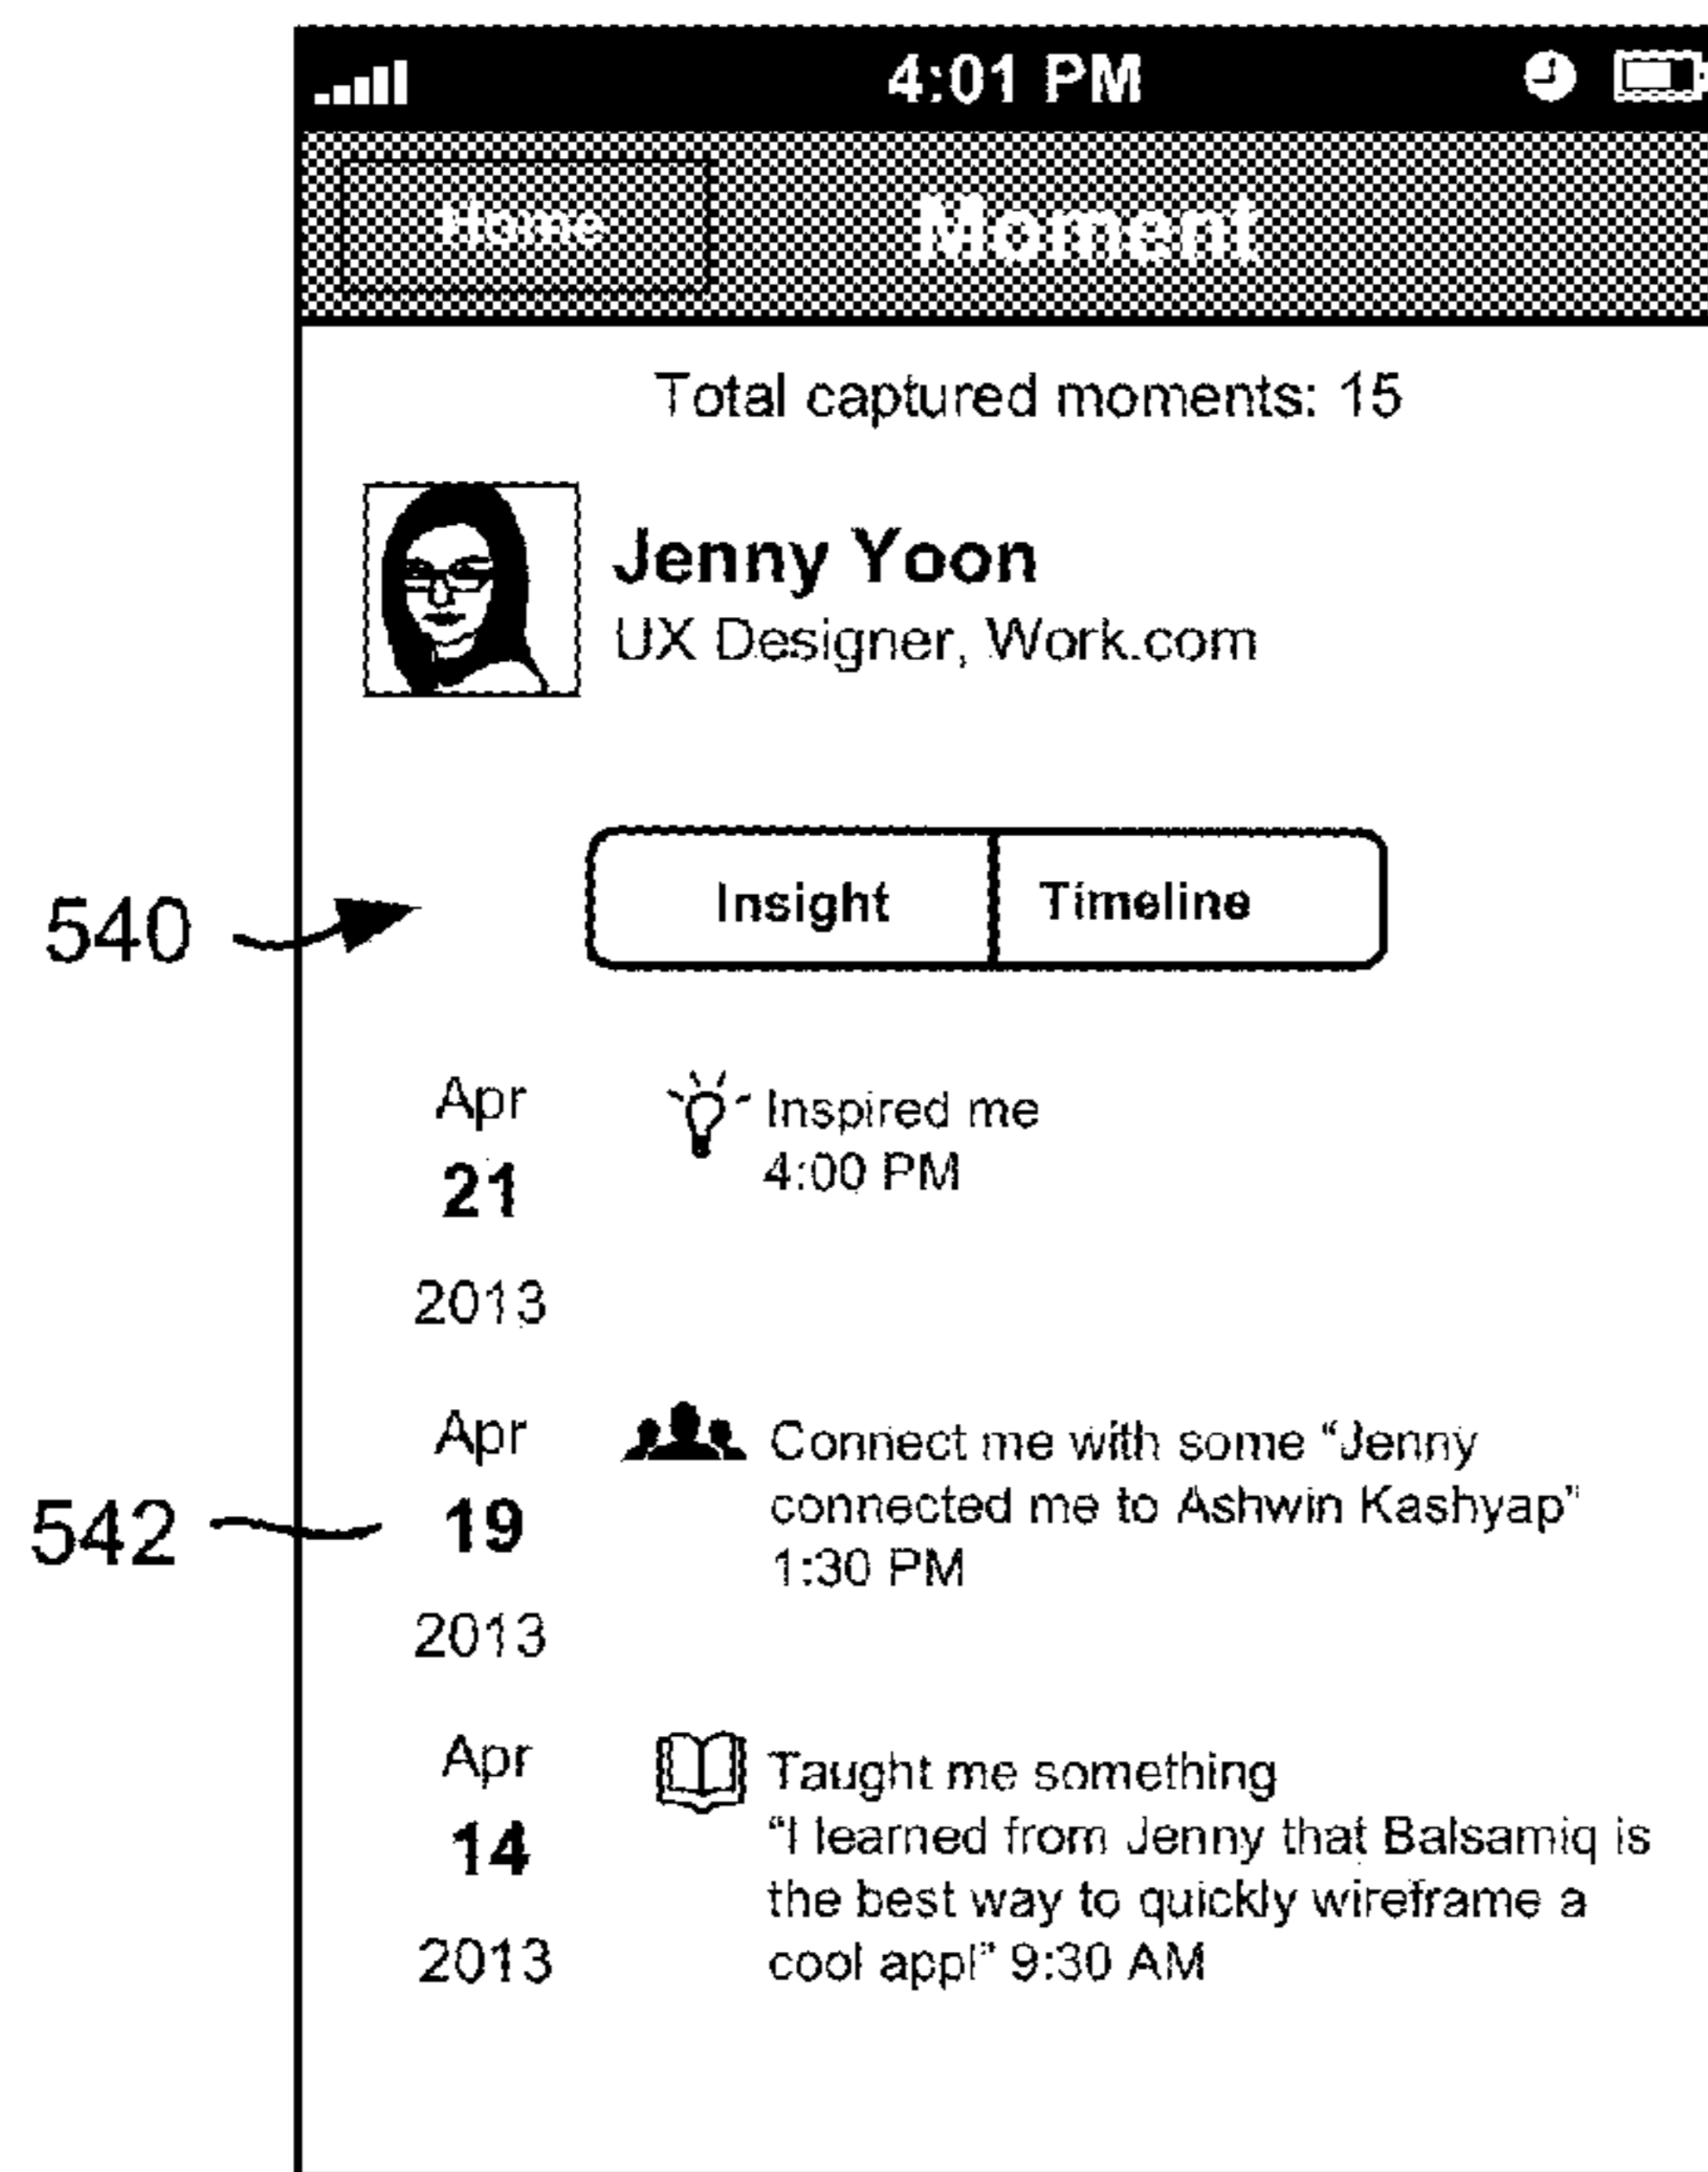 4:01 PM
Home
Moment
Total captured moments: 15
Jenny Yoon
UX Designer, Work.com
540
Insight
Timeline
Apr
21
2013
Inspired me
4:00 PM
542
Apr
19
2013
Connect me with some “Jenny
connected me to Ashwin Kashyap”
1:30 PM
Apr
14
2013
Taught me something
“I learned from Jenny that Balsamiq is
the best way to quickly wireframe a
cool app!” 9:30 AM